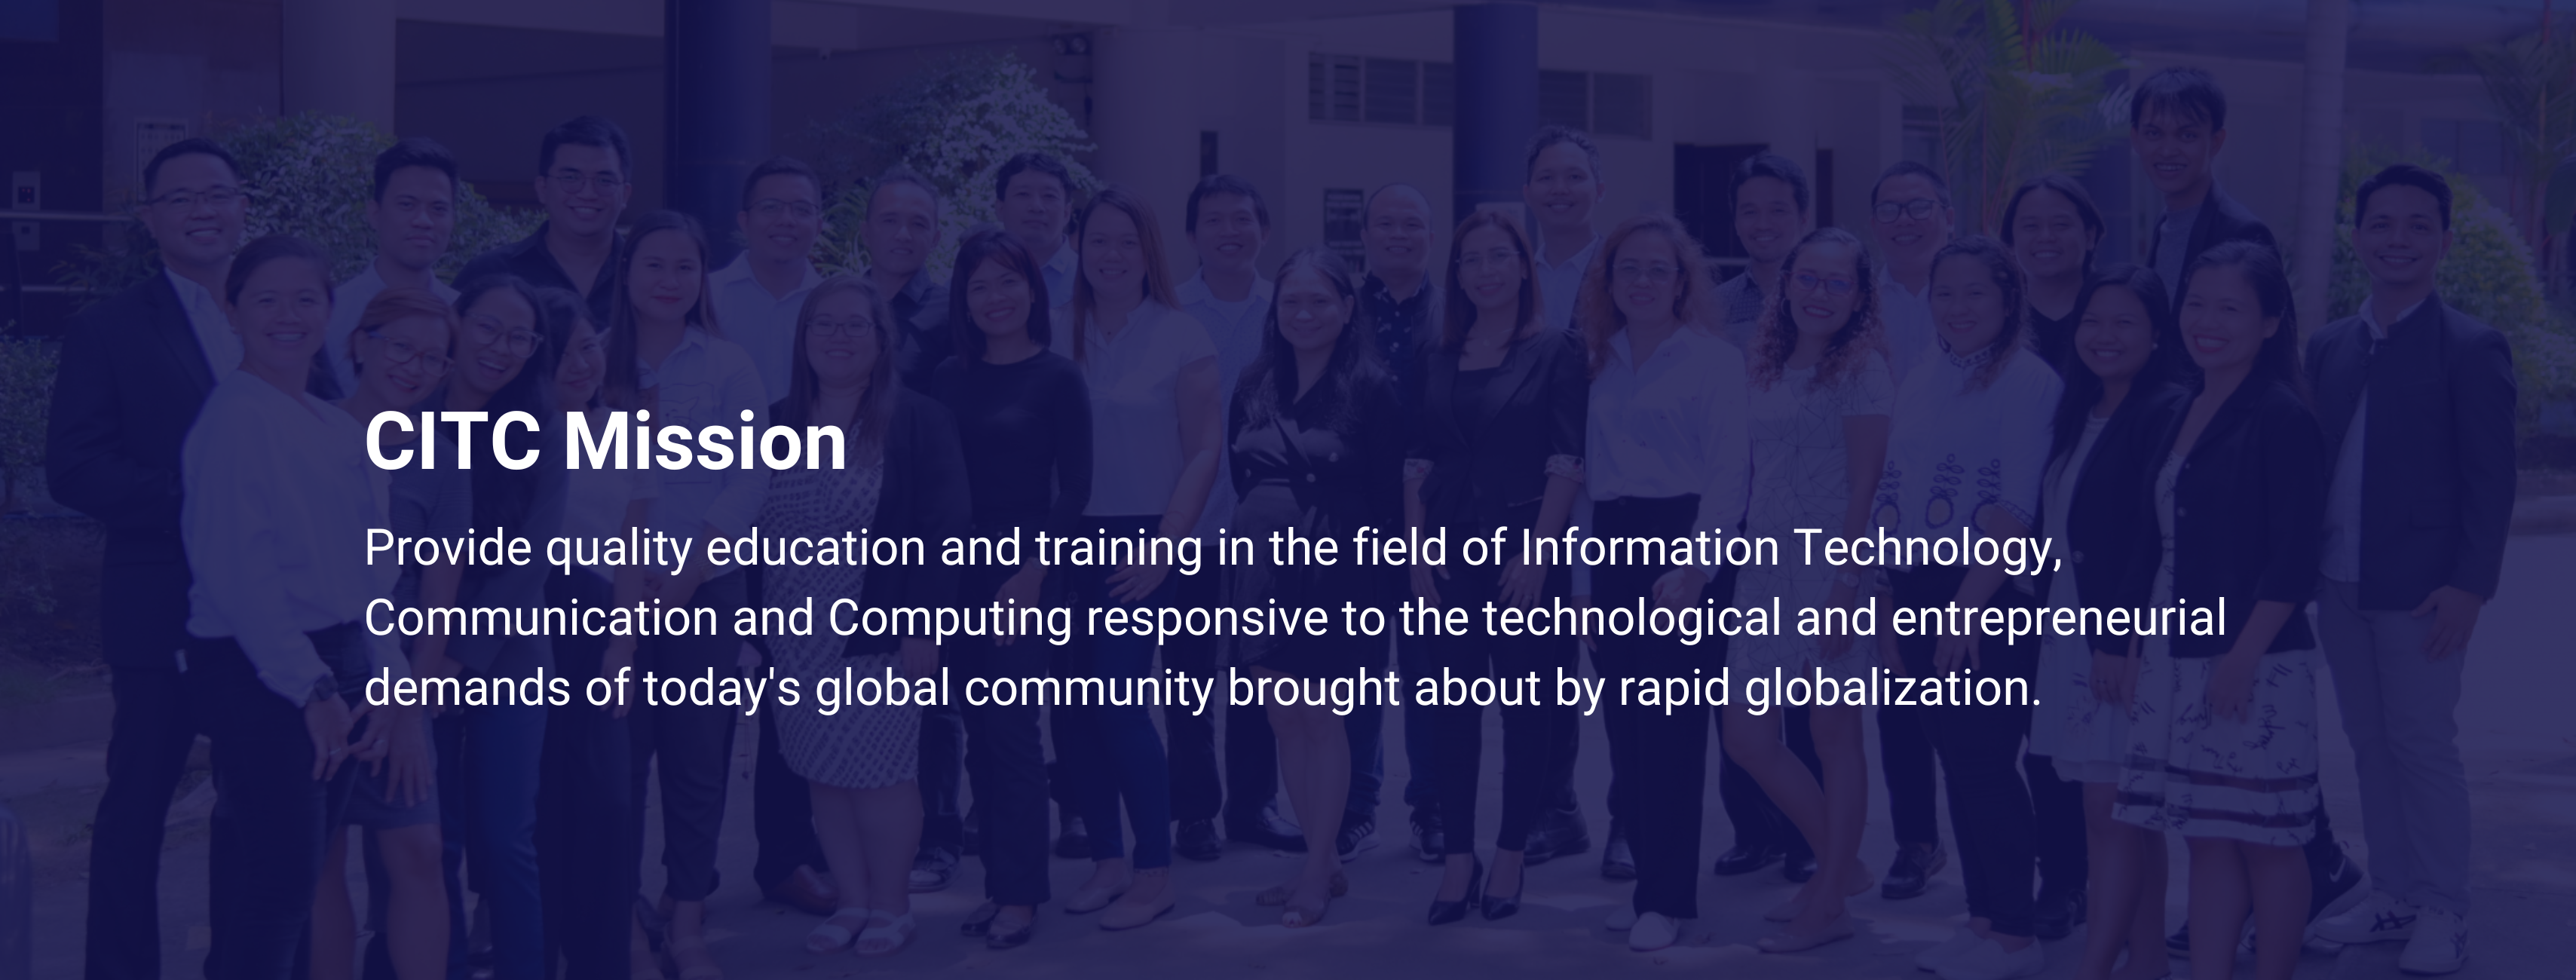 CITC Mission
Provide quality education and training in the field of Information Technology,
Communication and Computing responsive to the technological and entrepreneurial
demands of today's global community brought about by rapid globalization.